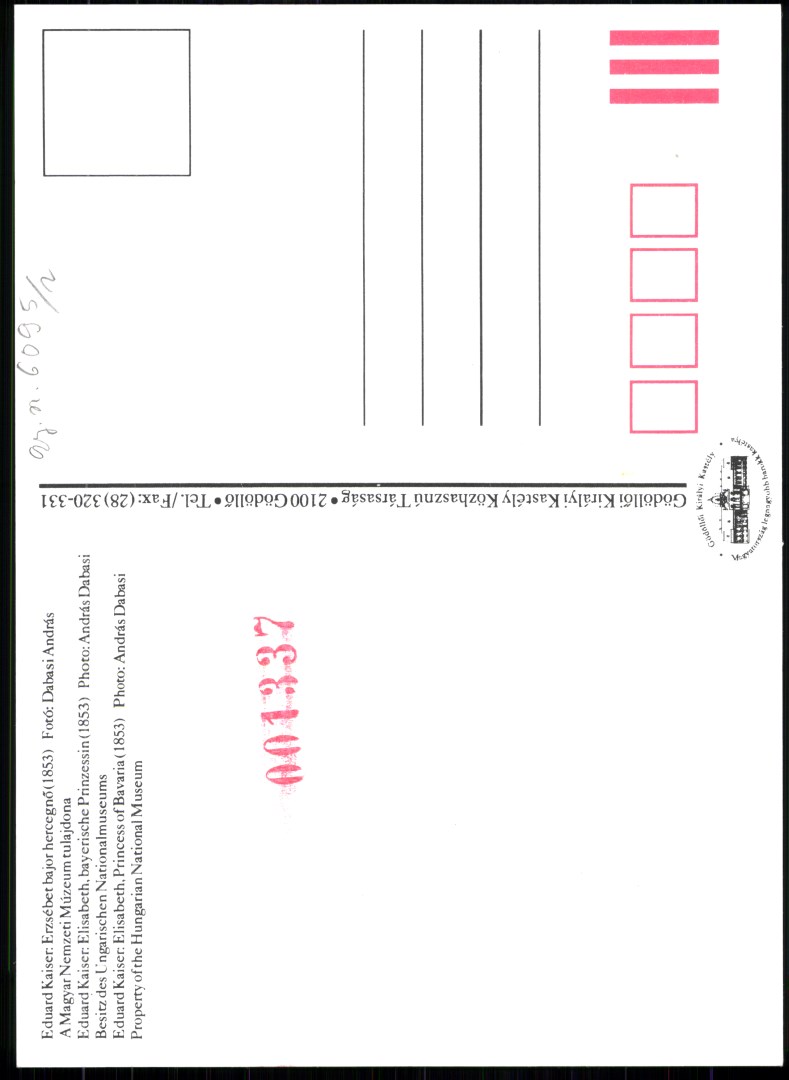 Eduard Kaiser: Erzsébet bajor hercegnő (1853) Fotó: Dabasi András
A Magyar Nemzeti Múzeum tulajdona
Eduard Kaiser: Elisabeth, bayerische Prinzessin (1853) Photo: András Dabasi
Besitz des Ungarischen Nationalmuseums
Eduard Kaiser: Elisabeth, Princess of Bavaria (1853) Photo: András Dabasi
Property of the Hungarian National Museum
001337
Gödöllői Királyi Kastély Közhasznú Társaság • 2100 Gödöllő • Tel./Fax: (28) 320-331
Gödöllői Királyi Kastély
Magyarország legnagyobb barokk kastélya
6095/2